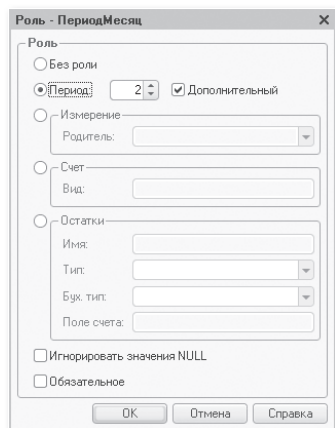 Роль - ПериодМесяц
Роль
Без роли
Период: 2 Дополнительный
Измерение
Родитель:
Счет
Вид:
Остатки
Имя:
Тип:
Бух. тип:
Поле счета:
Игнорировать значения NULL
Обязательное
OK Отмена Справка